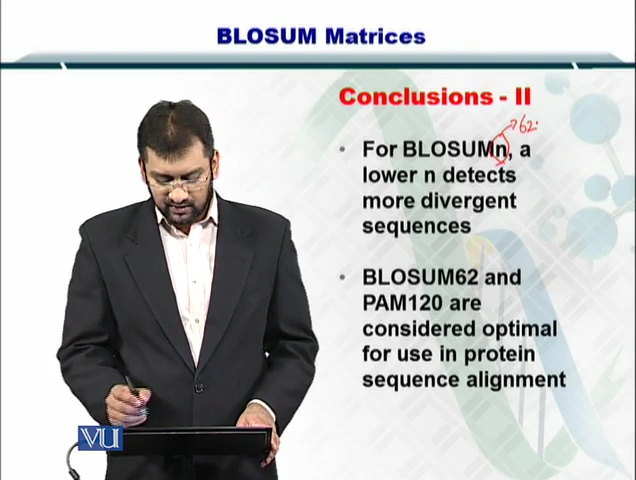 BLOSUM Matrices
Conclusions - II
62.
• For BLOSUMn, a
lower n detects
more divergent
sequences
• BLOSUM62 and
PAM120 are
considered optimal
for use in protein
sequence alignment
VU